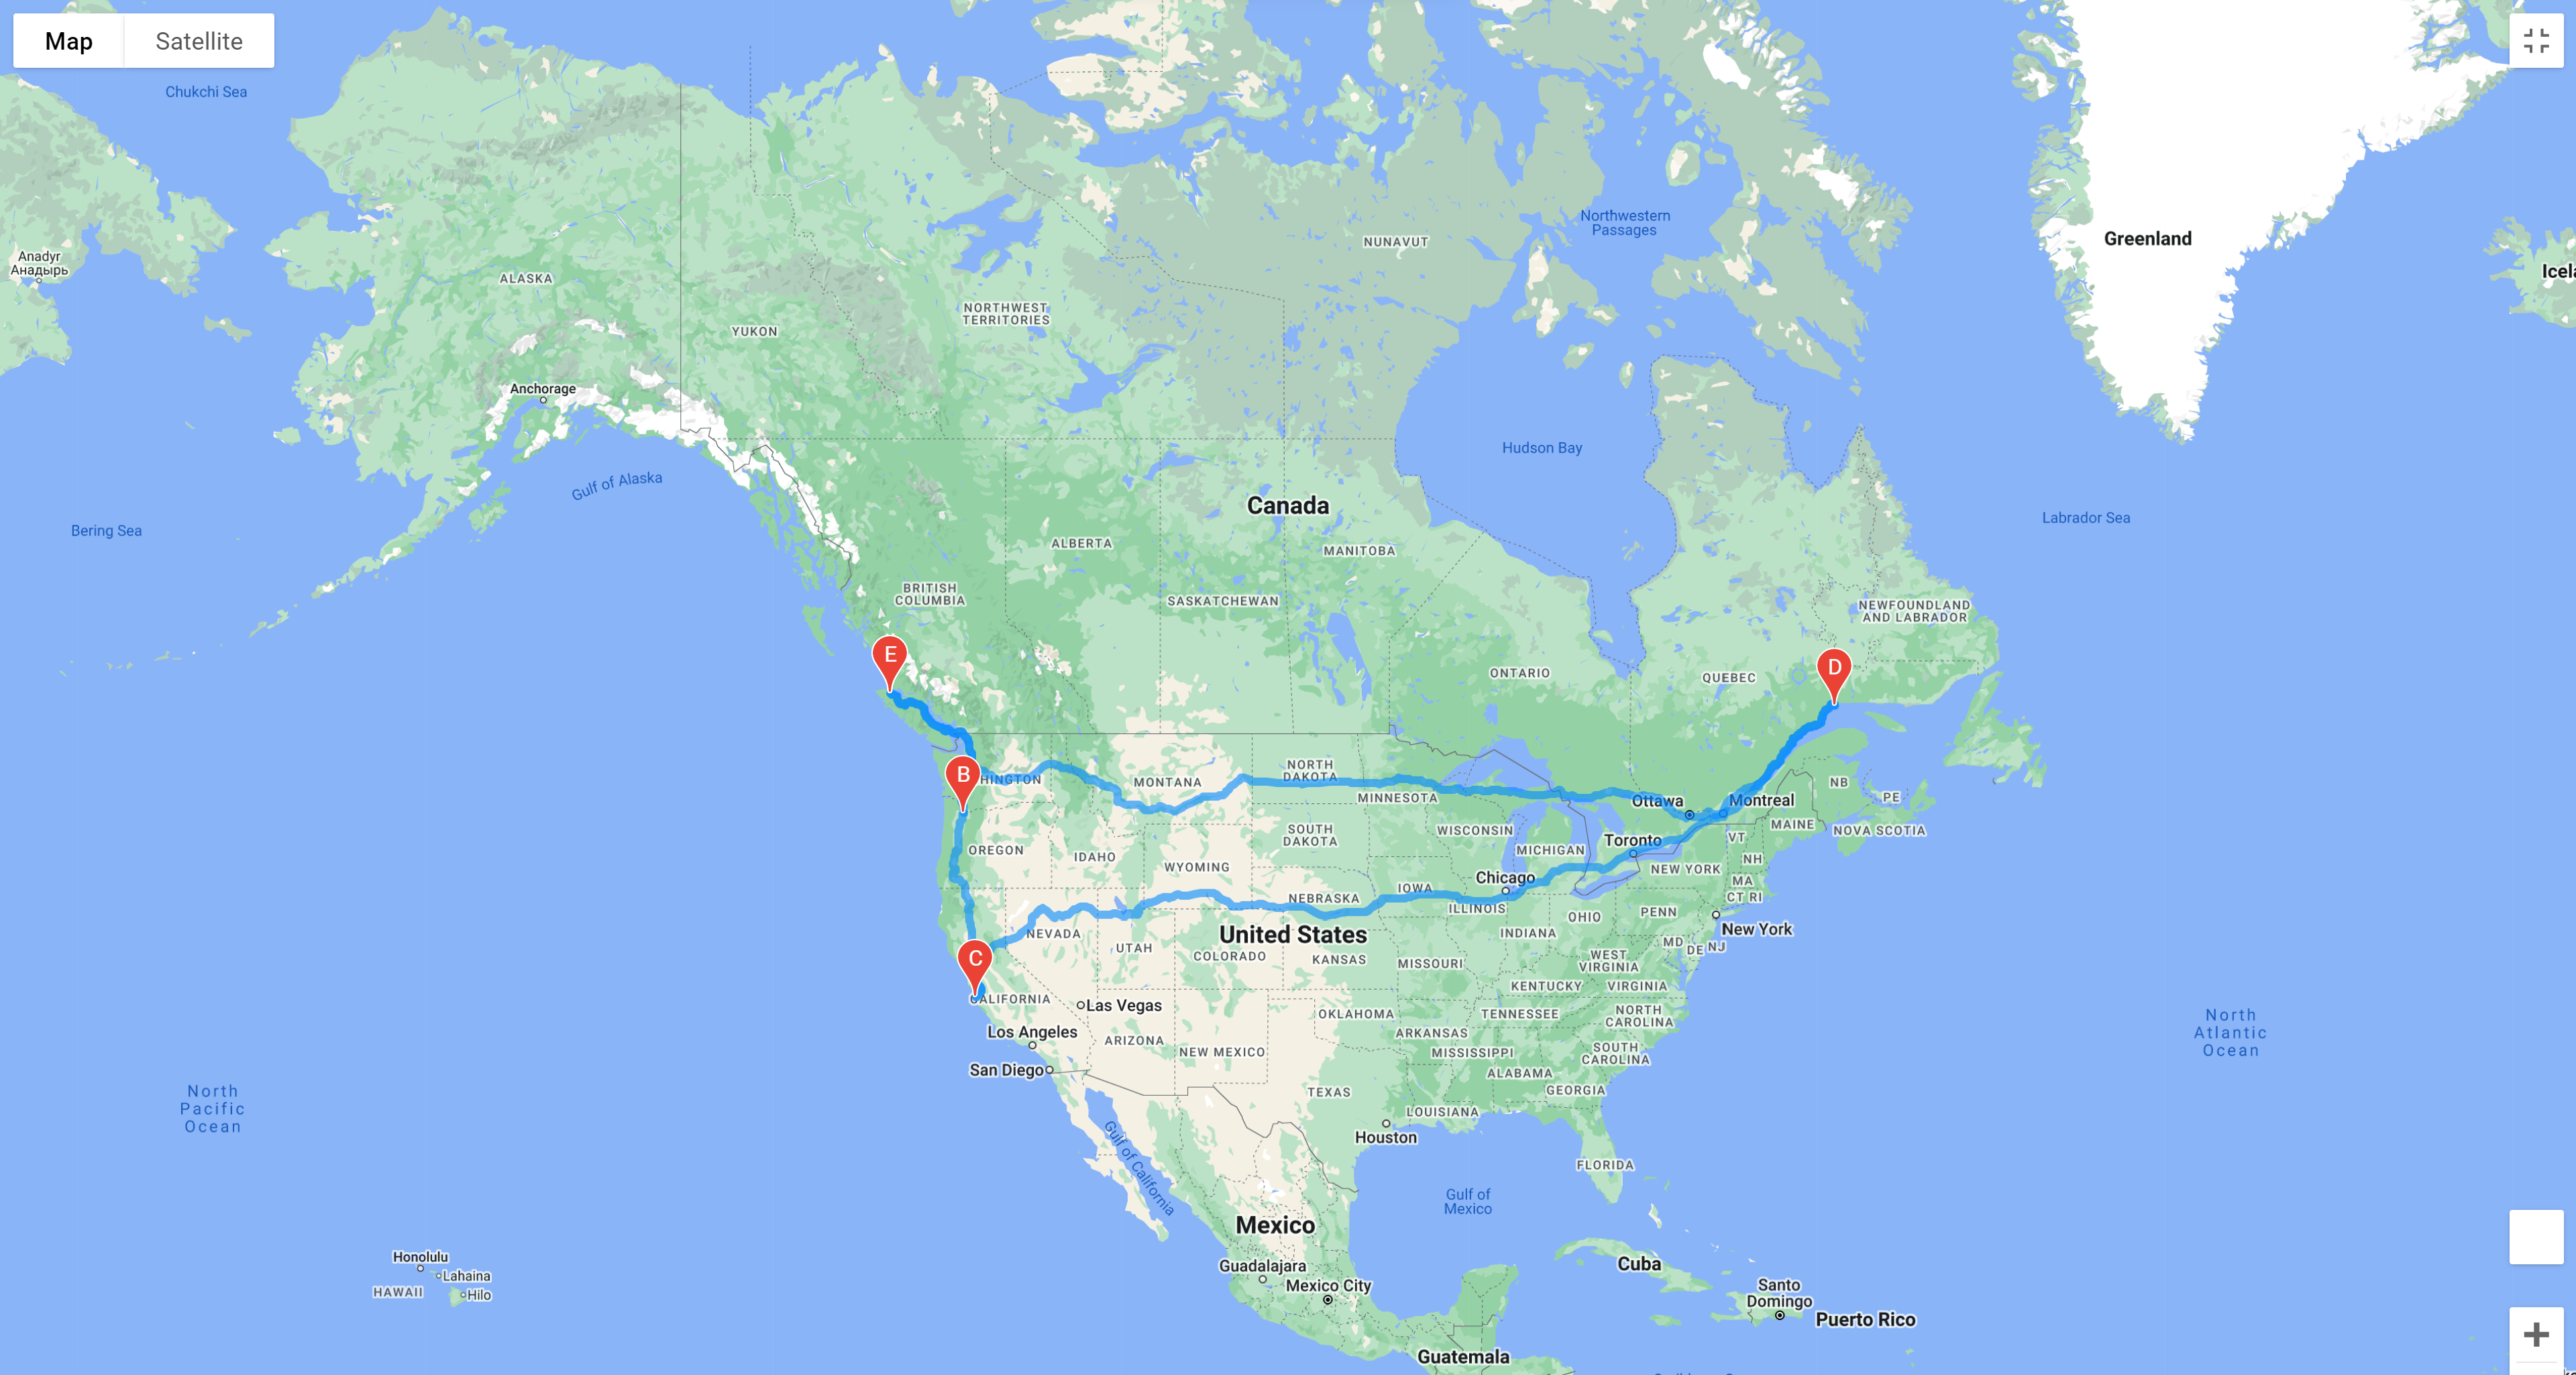 Map
Satellite
Chukchi Sea
Anadyr
Анадырь
ALASKA
YUKON
NORTHWEST
TERRITORIES
NUNAVUT
Northwestern
Passages
Greenland
Anchorage
Gulf of Alaska
Bering Sea
Hudson Bay
Labrador Sea
Canada
ALBERTA
MANITOBA
BRITISH
COLUMBIA
SASKATCHEWAN
NEWFOUNDLAND
AND LABRADOR
E
D
ONTARIO
QUEBEC
B
HINGTON
MONTANA
NORTH
DAKOTA
MINNESOTA
Ottawa
Montreal
NB
PE
MAINE
NOVA SCOTIA
OREGON
IDAHO
WYOMING
SOUTH
DAKOTA
WISCONSIN
MICHIGAN
Toronto
VT
NH
NEW YORK
MA
CT RI
Chicago
IOWA
NEBRASKA
ILLINOIS
OHIO
PENN
New York
NEVADA
UTAH
United States
COLORADO
KANSAS
MISSOURI
INDIANA
WEST
VIRGINIA
MD
DE
NJ
C
CALIFORNIA
Las Vegas
KENTUCKY
VIRGINIA
Los Angeles
ARIZONA
NEW MEXICO
OKLAHOMA
TENNESSEE
NORTH
CAROLINA
ARKANSAS
MISSISSIPPI
SOUTH
CAROLINA
San Diego
ALABAMA
GEORGIA
TEXAS
LOUISIANA
Houston
North
Pacific
Ocean
North
Atlantic
Ocean
Gulf of California
FLORIDA
Gulf of
Mexico
Mexico
Honolulu
Lahaina
HAWAII
Hilo
Guadalajara
Mexico City
Cuba
Santo
Domingo
Puerto Rico
Guatemala